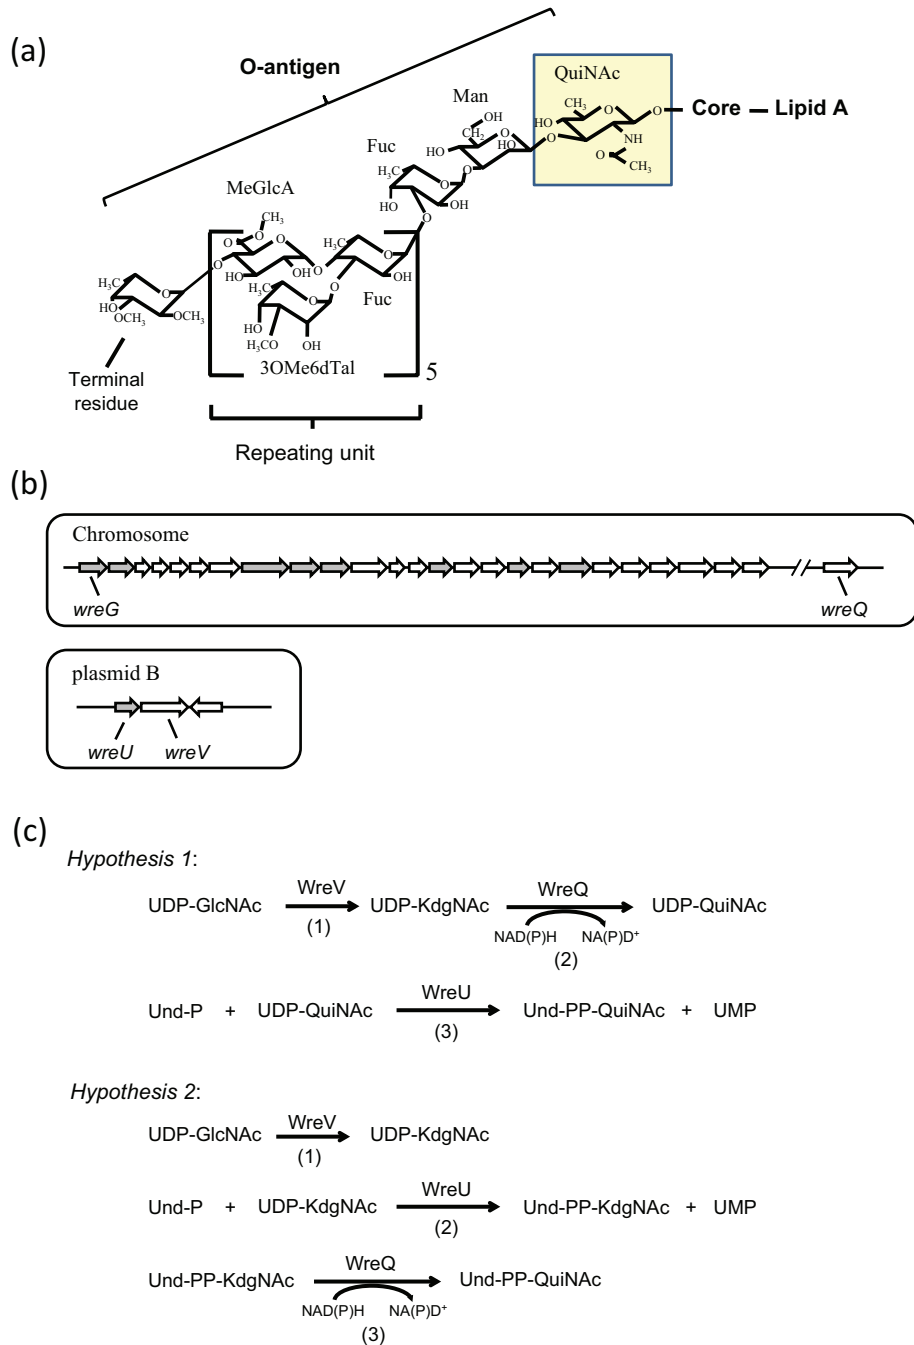 (a)
O-antigen
QuiNAc
CH3
O
O
Core – Lipid A
HO
O
NH
O
CH3
Man
OH
CH2
O
HO
HO
O
Fuc
H3C
O
HO
OH
O
MeGlcA
CH3
O
O
O
O
HO
OH
O
H3C
O
OH
Fuc
O
H3C
O
HO
OH
H3CO
3OMe6dTal
5
H3C
O
HO
OCH3
OCH3
Terminal
residue
Repeating unit
(b)
Chromosome
wreG
wreQ
plasmid B
wreU
wreV
(c)
Hypothesis 1:
UDP-GlcNAc WreV (1) UDP-KdgNAc WreQ NAD(P)H NA(P)D+ (2) UDP-QuiNAc
Und-P + UDP-QuiNAc WreU (3) Und-PP-QuiNAc + UMP
Hypothesis 2:
UDP-GlcNAc WreV (1) UDP-KdgNAc
Und-P + UDP-KdgNAc WreU (2) Und-PP-KdgNAc + UMP
Und-PP-KdgNAc WreQ NAD(P)H NA(P)D+ (3) Und-PP-QuiNAc